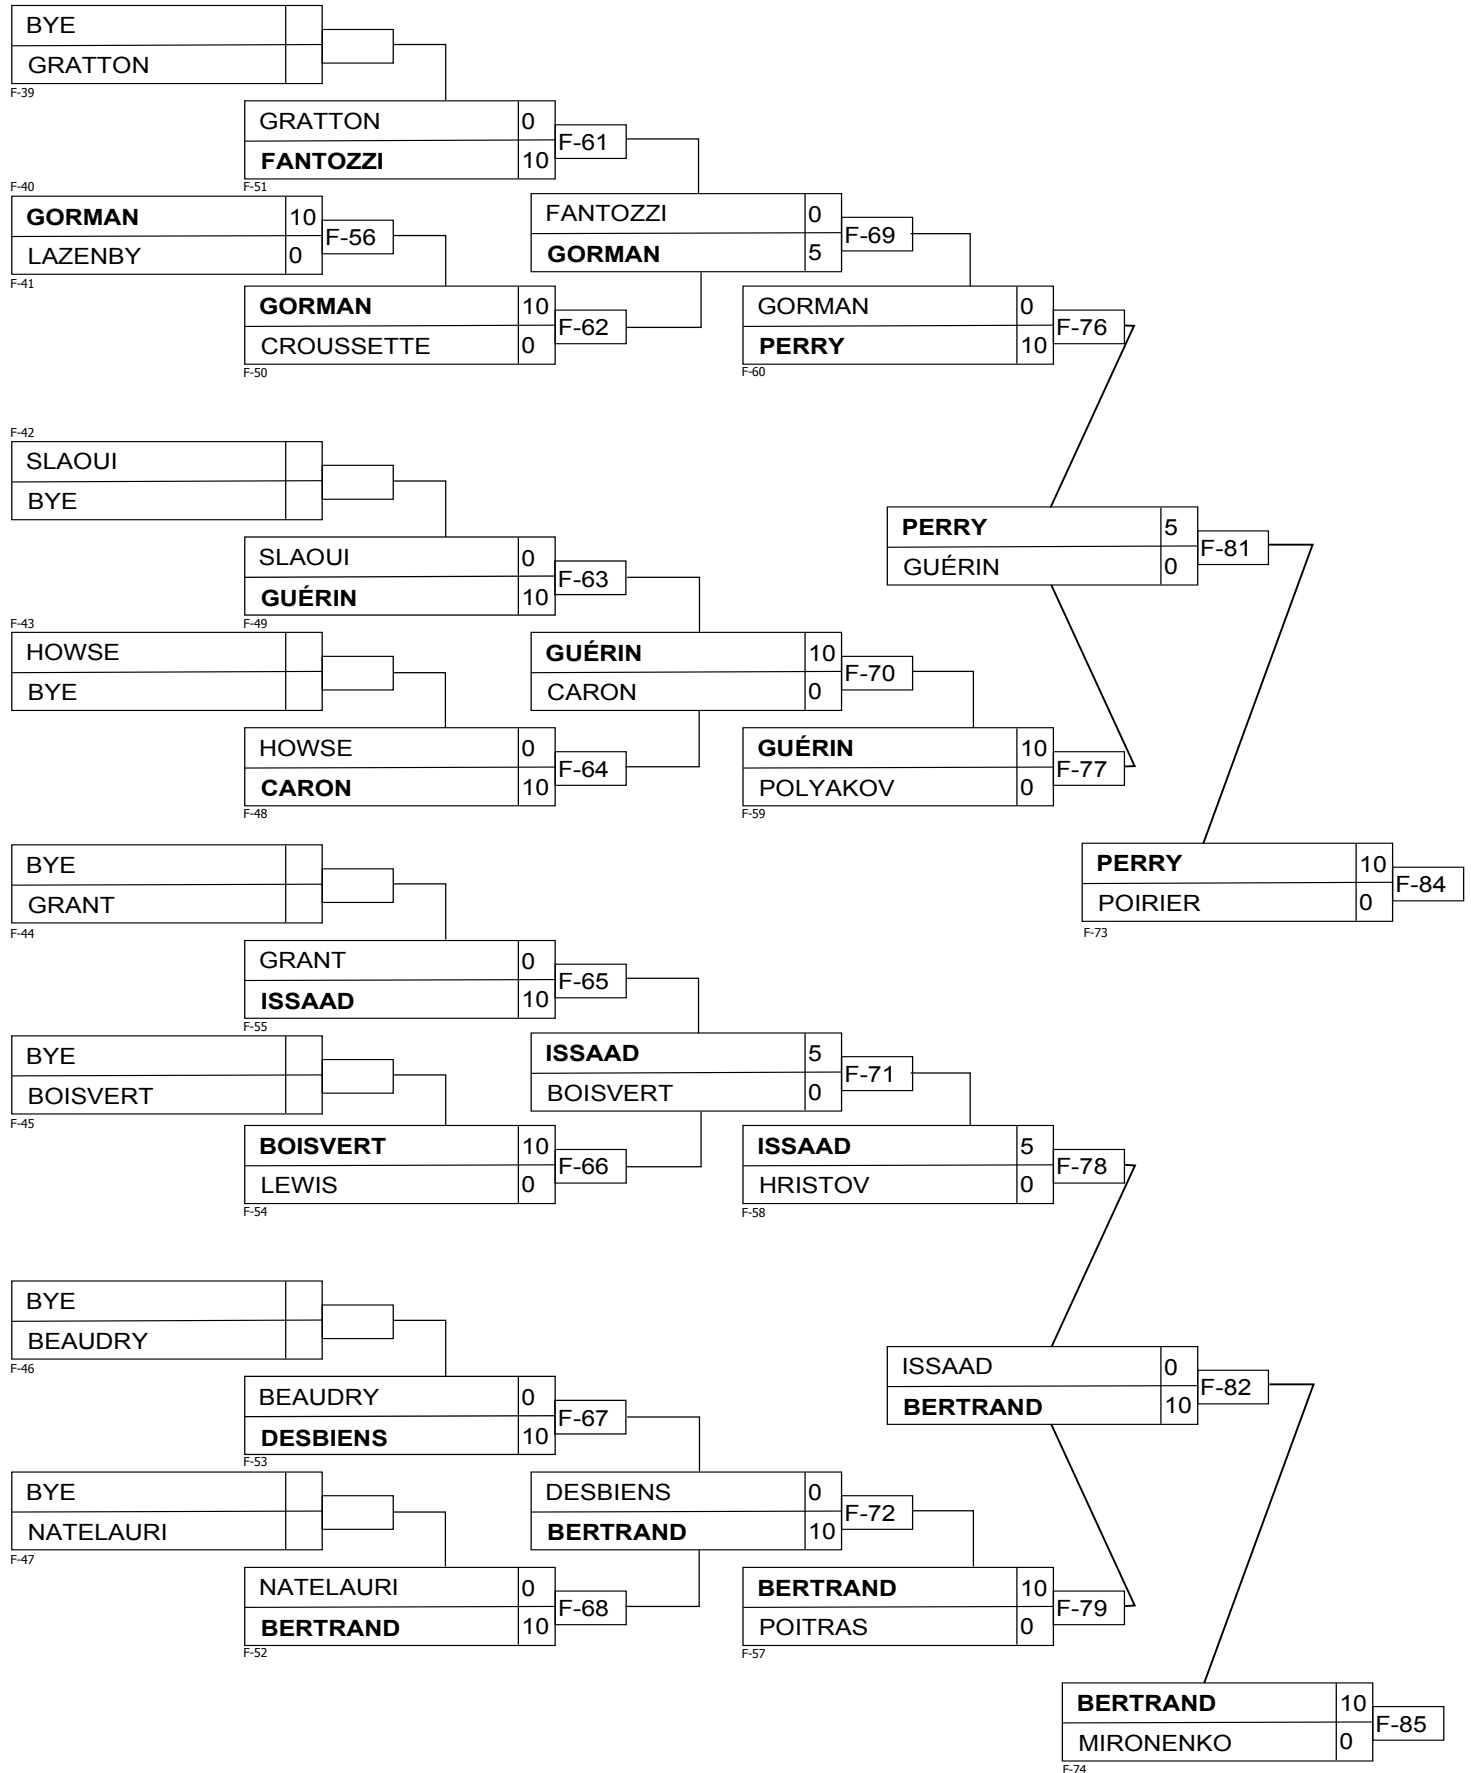 BYE
GRATTON
F-39
GRATTON 0
FANTOZZI 10
F-61
F-51
F-40
GORMAN 10
LAZENBY 0
F-56
F-41
FANTOZZI 0
GORMAN 5
F-69
GORMAN 10
CROUSSETTE 0
F-62
F-50
GORMAN 0
PERRY 10
F-76
F-60
F-42
SLAOUI
BYE
SLAOUI 0
GUÉRIN 10
F-63
F-49
PERRY 5
GUÉRIN 0
F-81
F-43
HOWSE
BYE
GUÉRIN 10
CARON 0
F-70
HOWSE 0
CARON 10
F-64
F-48
GUÉRIN 10
POLYAKOV 0
F-77
F-59
BYE
GRANT
F-44
PERRY 10
POIRIER 0
F-84
F-73
GRANT 0
ISSAAD 10
F-65
F-55
BYE
BOISVERT
F-45
ISSAAD 5
BOISVERT 0
F-71
BOISVERT 10
LEWIS 0
F-66
F-54
ISSAAD 5
HRISTOV 0
F-78
F-58
BYE
BEAUDRY
F-46
BEAUDRY 0
DESBIENS 10
F-67
F-53
ISSAAD 0
BERTRAND 10
F-82
BYE
NATELAURI
F-47
DESBIENS 0
BERTRAND 10
F-72
NATELAURI 0
BERTRAND 10
F-68
F-52
BERTRAND 10
POITRAS 0
F-79
F-57
BERTRAND 10
MIRONENKO 0
F-85
F-74